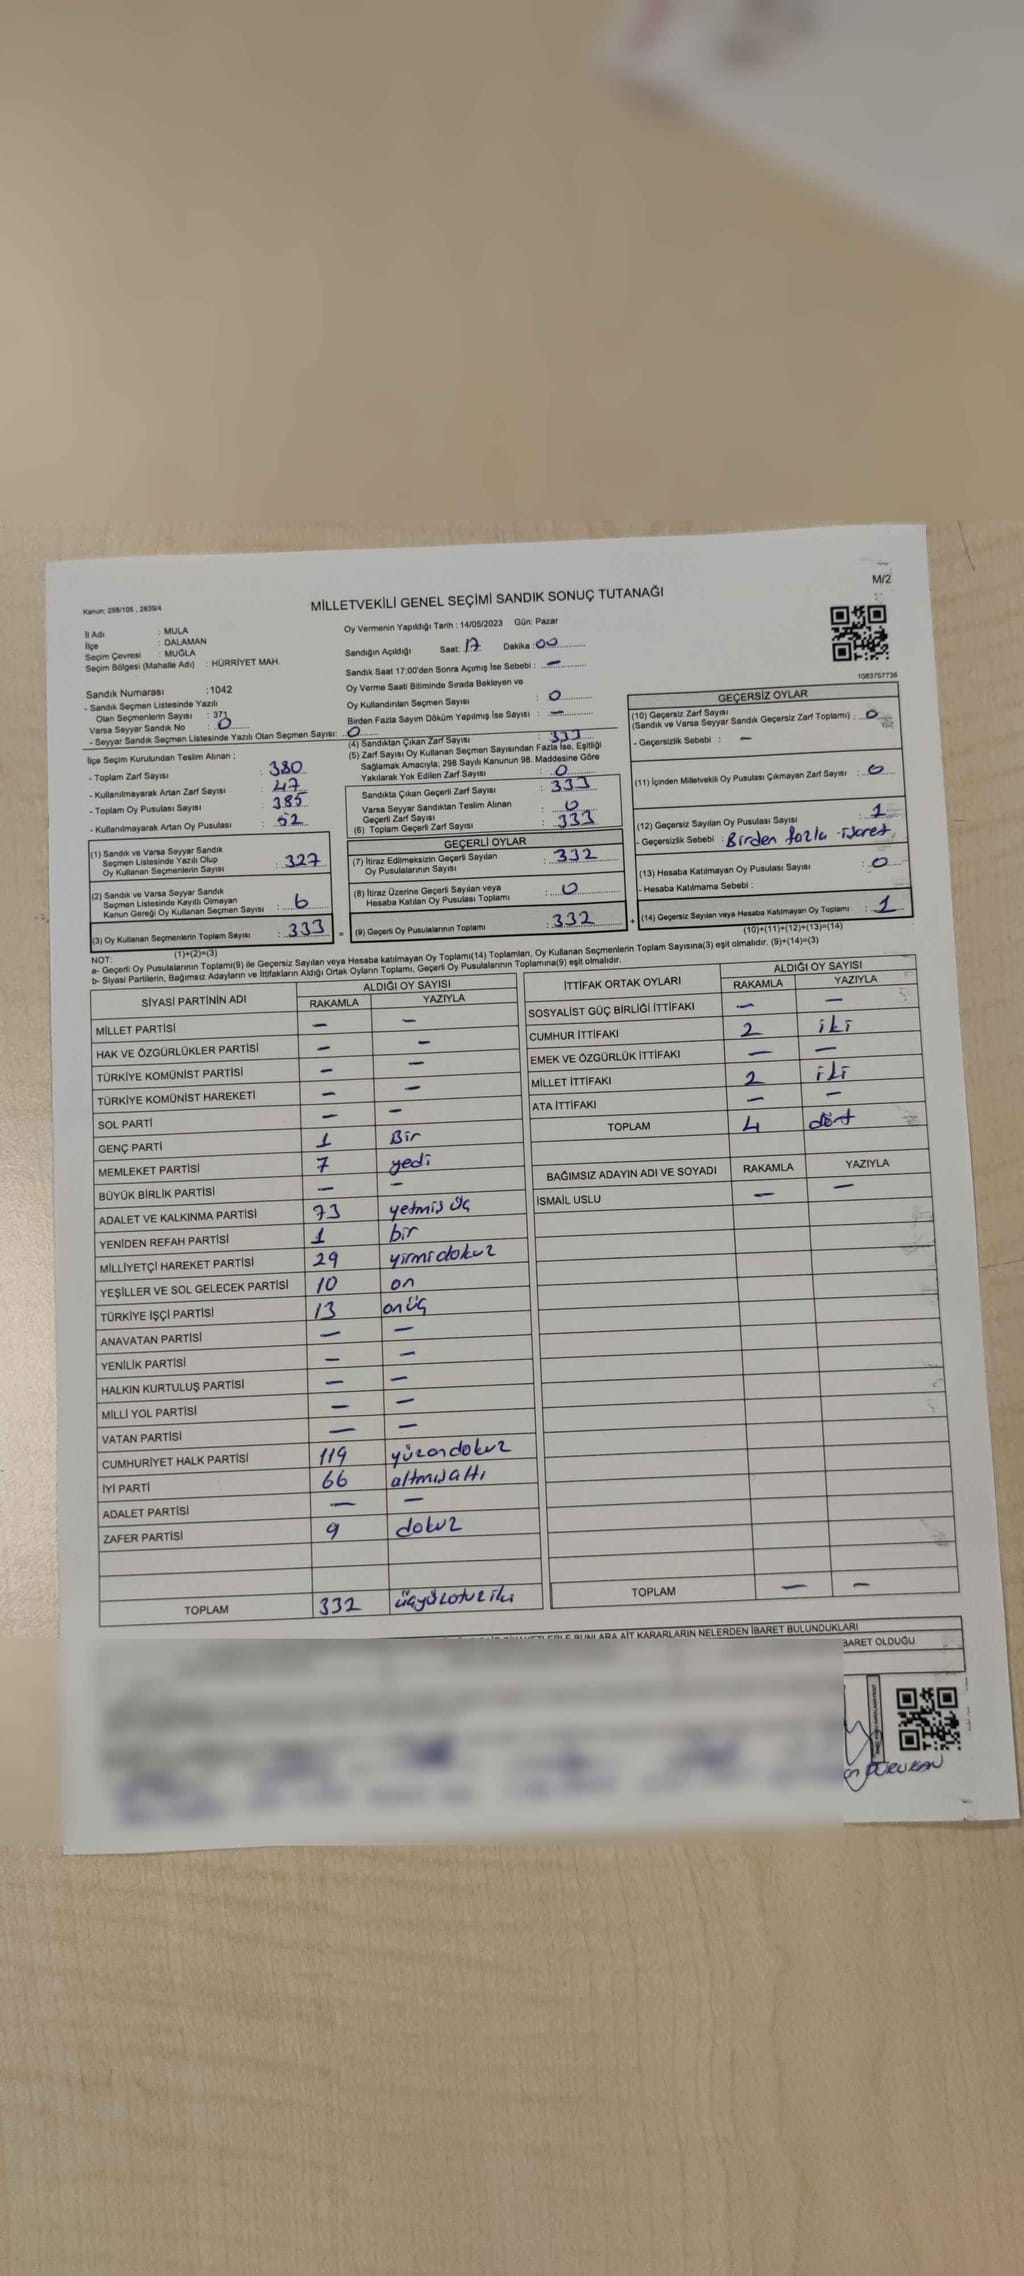 Kanun: 298/105 , 2839/4
MİLLETVEKİLİ GENEL SEÇİMİ SANDIK SONUÇ TUTANAĞI
M/2
1083757736
İl Adı : MULA
İlçe : DALAMAN
Seçim Çevresi : MUĞLA
Seçim Bölgesi (Mahalle Adı) : HÜRRİYET MAH.
Sandık Numarası :1042
- Sandık Seçmen Listesinde Yazılı
Olan Seçmenlerin Sayısı : 371
Varsa Seyyar Sandık No : 0
- Seyyar Sandık Seçmen Listesinde Yazılı Olan Seçmen Sayısı: 0
Oy Vermenin Yapıldığı Tarih : 14/05/2023 Gün: Pazar
Sandığın Açıldığı Saat: 17 Dakika : 00
Sandık Saat 17:00'den Sonra Açımış İse Sebebi : —
Oy Verme Saati Bitiminde Sırada Bekleyen ve
Oy Kullandırılan Seçmen Sayısı : 0
Birden Fazla Sayım Döküm Yapılmış İse Sayısı : —
İlçe Seçim Kurulundan Teslim Alınan ;
- Toplam Zarf Sayısı : 380
- Kullanılmayarak Artan Zarf Sayısı : 47
- Toplam Oy Pusulası Sayısı : 385
- Kullanılmayarak Artan Oy Pusulası : 52
(4) Sandıktan Çıkan Zarf Sayısı : 333
(5) Zarf Sayısı Oy Kullanan Seçmen Sayısından Fazla İse, Eşitliği
Sağlamak Amacıyla; 298 Sayılı Kanunun 98. Maddesine Göre
Yakılarak Yok Edilen Zarf Sayısı : 0
Sandıkta Çıkan Geçerli Zarf Sayısı : 333
Varsa Seyyar Sandıktan Teslim Alınan
Geçerli Zarf Sayısı : 0
(6) Toplam Geçerli Zarf Sayısı : 333
GEÇERSİZ OYLAR
(10) Geçersiz Zarf Sayısı
(Sandık ve Varsa Seyyar Sandık Geçersiz Zarf Toplamı) : 0
- Geçersizlik Sebebi : —
(11) İçinden Milletvekili Oy Pusulası Çıkmayan Zarf Sayısı : 0
(12) Geçersiz Sayılan Oy Pusulası Sayısı : 1
- Geçersizlik Sebebi : Birden fazla işaret
(13) Hesaba Katılmayan Oy Pusulası Sayısı : 0
- Hesaba Katılmama Sebebi :
(14) Geçersiz Sayılan veya Hesaba Katılmayan Oy Toplamı : 1
(10)+(11)+(12)+(13)=(14)
(1) Sandık ve Varsa Seyyar Sandık
Seçmen Listesinde Yazılı Olup
Oy Kullanan Seçmenlerin Sayısı : 327
(2) Sandık ve Varsa Seyyar Sandık
Seçmen Listesinde Kayıtlı Olmayan
Kanun Gereği Oy Kullanan Seçmen Sayısı : 6
(3) Oy Kullanan Seçmenlerin Toplam Sayısı : 333
(1)+(2)=(3)
GEÇERLİ OYLAR
(7) İtiraz Edilmeksizin Geçerli Sayılan
Oy Pusulalarının Sayısı : 332
(8) İtiraz Üzerine Geçerli Sayılan veya
Hesaba Katılan Oy Pusulası Toplamı : 0
= (9) Geçerli Oy Pusulalarının Toplamı : 332 +
NOT:
a- Geçerli Oy Pusulalarının Toplamı(9) ile Geçersiz Sayılan veya Hesaba katılmayan Oy Toplamı(14) Toplamları, Oy Kullanan Seçmenlerin Toplam Sayısına(3) eşit olmalıdır. (9)+(14)=(3)
b- Siyasi Partilerin, Bağımsız Adayların ve İttifakların Aldığı Ortak Oyların Toplamı, Geçerli Oy Pusulalarının Toplamına(9) eşit olmalıdır.
SİYASİ PARTİNİN ADI ALDIĞI OY SAYISI
RAKAMLA YAZIYLA
MİLLET PARTİSİ — —
HAK VE ÖZGÜRLÜKLER PARTİSİ — —
TÜRKİYE KOMÜNİST PARTİSİ — —
TÜRKİYE KOMÜNİST HAREKETİ — —
SOL PARTİ — —
GENÇ PARTİ 1 Bir
MEMLEKET PARTİSİ 7 yedi
BÜYÜK BİRLİK PARTİSİ — —
ADALET VE KALKINMA PARTİSİ 73 yetmiş üç
YENİDEN REFAH PARTİSİ 1 bir
MİLLİYETÇİ HAREKET PARTİSİ 29 yirmidokuz
YEŞİLLER VE SOL GELECEK PARTİSİ 10 on
TÜRKİYE İŞÇİ PARTİSİ 13 onüç
ANAVATAN PARTİSİ — —
YENİLİK PARTİSİ — —
HALKIN KURTULUŞ PARTİSİ — —
MİLLİ YOL PARTİSİ — —
VATAN PARTİSİ — —
CUMHURİYET HALK PARTİSİ 119 yüzondokuz
İYİ PARTİ 66 altmışaltı
ADALET PARTİSİ — —
ZAFER PARTİSİ 9 dokuz
TOPLAM 332 üçyüzotuziki
İTTİFAK ORTAK OYLARI ALDIĞI OY SAYISI
RAKAMLA YAZIYLA
SOSYALİST GÜÇ BİRLİĞİ İTTİFAKI — —
CUMHUR İTTİFAKI 2 iki
EMEK VE ÖZGÜRLÜK İTTİFAKI — —
MİLLET İTTİFAKI 2 iki
ATA İTTİFAKI — —
TOPLAM 4 dört
BAĞIMSIZ ADAYIN ADI VE SOYADI RAKAMLA YAZIYLA
İSMAİL USLU — —
TOPLAM — —
BUNLARA AİT KARARLARIN NELERDEN İBARET BULUNDUKLARI
BARET OLDUĞU